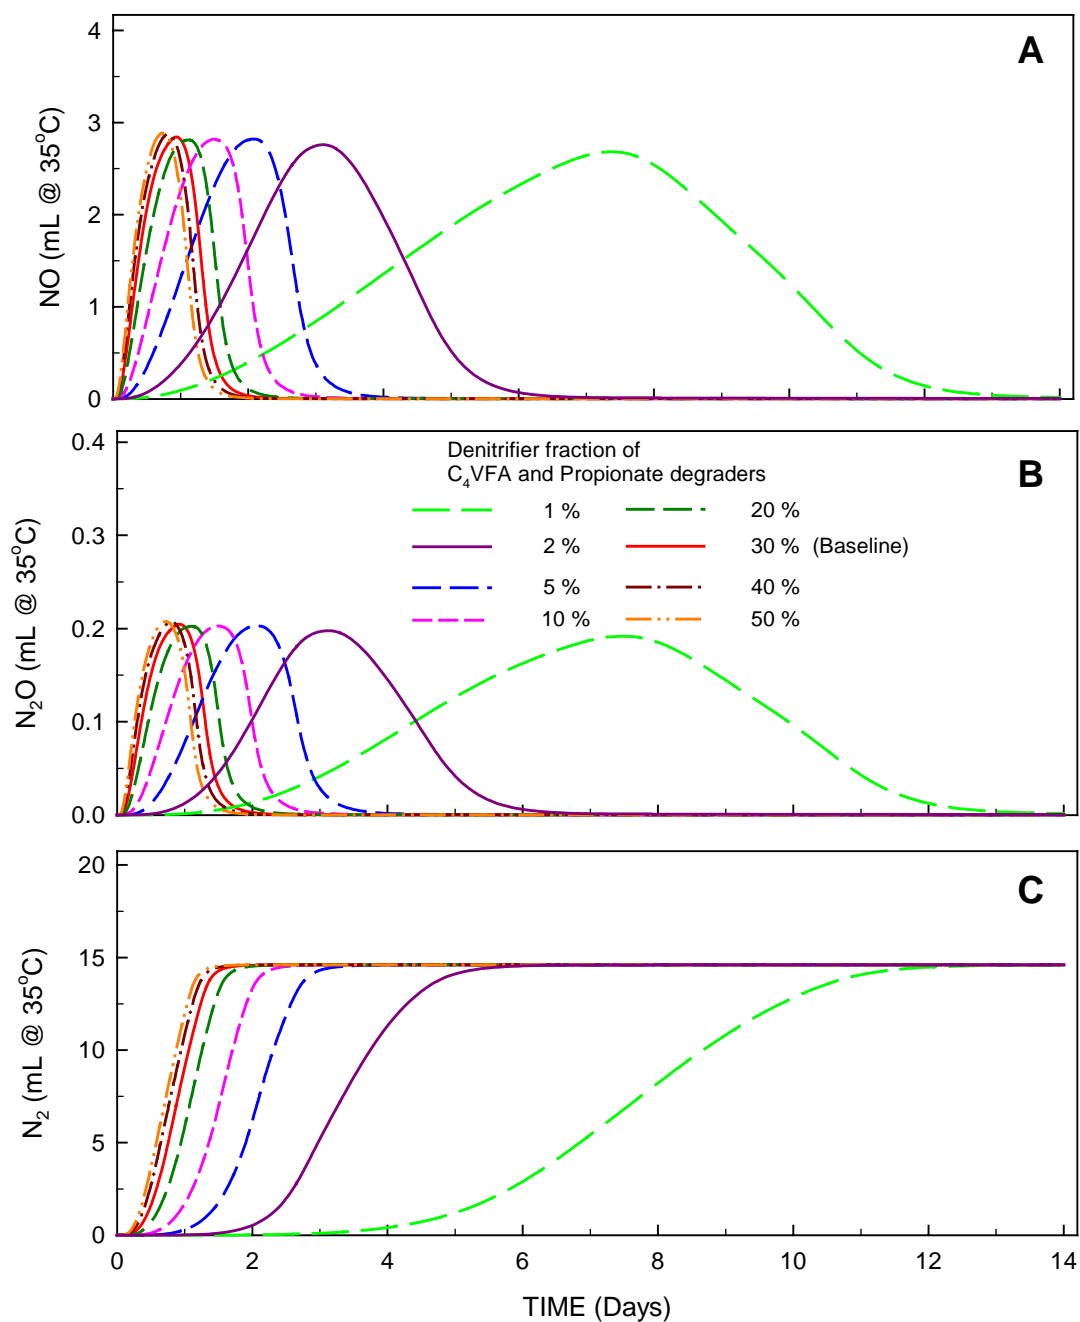 A
4
3
2
1
0
NO (mL @ 35°C)
B
0.4
0.3
0.2
0.1
0.0
N₂O (mL @ 35°C)
Denitrifier fraction of
C₄VFA and Propionate degraders
1 % 20 %
2 % 30 % (Baseline)
5 % 40 %
10 % 50 %
C
20
15
10
5
0
N₂ (mL @ 35°C)
0 2 4 6 8 10 12 14
TIME (Days)